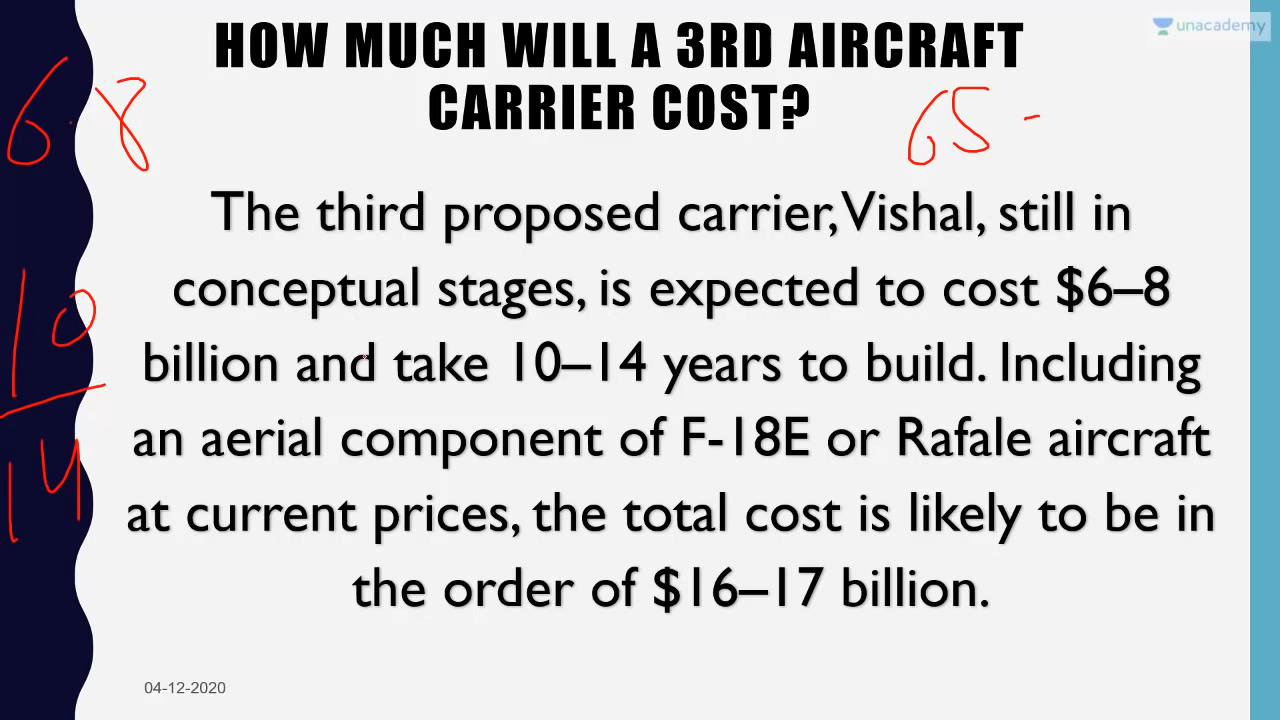 unacademy
HOW MUCH WILL A 3RD AIRCRAFT
CARRIER COST?
6.8
65 -
The third proposed carrier, Vishal, still in
conceptual stages, is expected to cost $6–8
billion and take 10–14 years to build. Including
an aerial component of F-18E or Rafale aircraft
at current prices, the total cost is likely to be in
the order of $16–17 billion.
10
14
04-12-2020